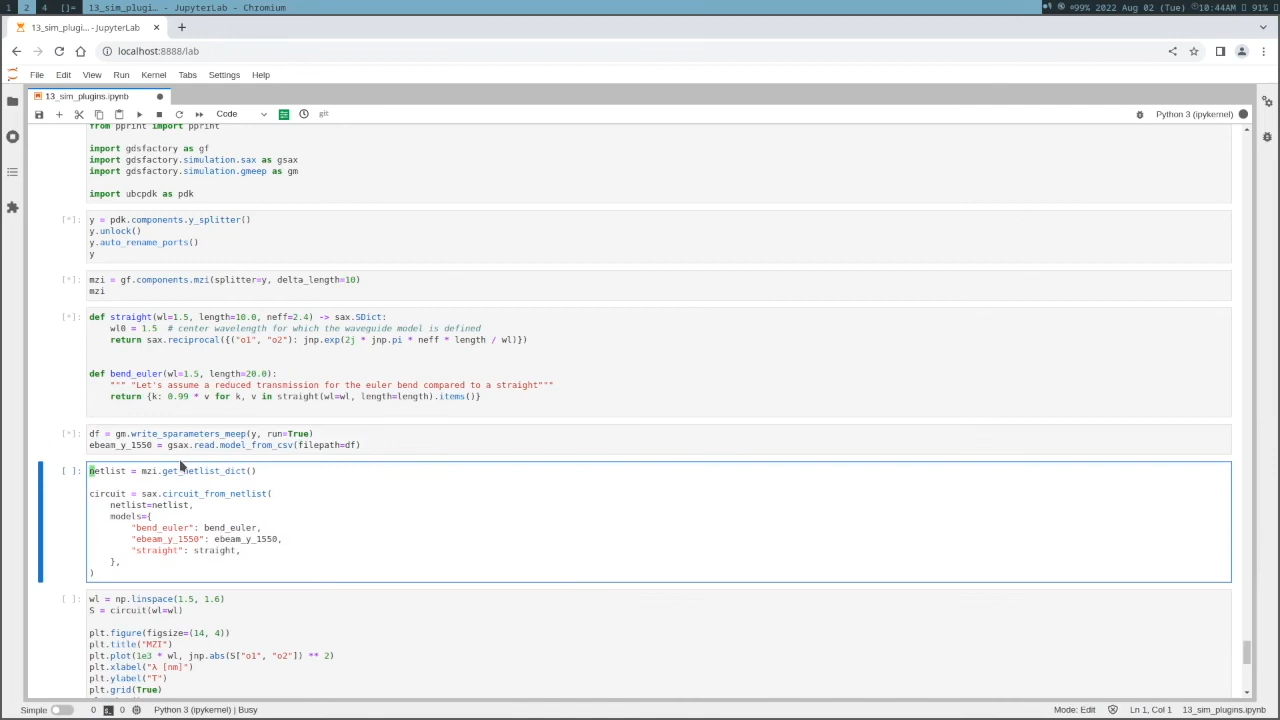 1 2 4 []= 13_sim_plugi... - JupyterLab - Chromium
99% 2022 Aug 02 (Tue) 10:44AM 91%
13_sim_plugi... - JupyterLab
localhost:8888/lab
File Edit View Run Kernel Tabs Settings Help
13_sim_plugins.ipynb
Code git Python 3 (ipykernel)
from pprint import pprint
import gdsfactory as gf
import gdsfactory.simulation.sax as gsax
import gdsfactory.simulation.gmeep as gm
import ubcpdk as pdk
[*]: y = pdk.components.y_splitter()
y.unlock()
y.auto_rename_ports()
y
[*]: mzi = gf.components.mzi(splitter=y, delta_length=10)
mzi
[*]: def straight(wl=1.5, length=10.0, neff=2.4) -> sax.SDict:
wl0 = 1.5 # center wavelength for which the waveguide model is defined
return sax.reciprocal({("o1", "o2"): jnp.exp(2j * jnp.pi * neff * length / wl)})
def bend_euler(wl=1.5, length=20.0):
""" "Let's assume a reduced transmission for the euler bend compared to a straight"""
return {k: 0.99 * v for k, v in straight(wl=wl, length=length).items()}
[*]: df = gm.write_sparameters_meep(y, run=True)
ebeam_y_1550 = gsax.read.model_from_csv(filepath=df)
[ ]: netlist = mzi.get_netlist_dict()
circuit = sax.circuit_from_netlist(
netlist=netlist,
models={
"bend_euler": bend_euler,
"ebeam_y_1550": ebeam_y_1550,
"straight": straight,
},
)
[ ]: wl = np.linspace(1.5, 1.6)
S = circuit(wl=wl)
plt.figure(figsize=(14, 4))
plt.title("MZI")
plt.plot(1e3 * wl, jnp.abs(S["o1", "o2"]) ** 2)
plt.xlabel("λ [nm]")
plt.ylabel("T")
plt.grid(True)
Simple 0 0 Python 3 (ipykernel) | Busy Mode: Edit Ln 1, Col 1 13_sim_plugins.ipynb